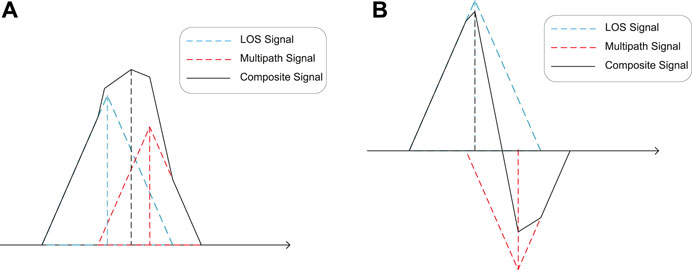 A
LOS Signal
Multipath Signal
Composite Signal
B
LOS Signal
Multipath Signal
Composite Signal